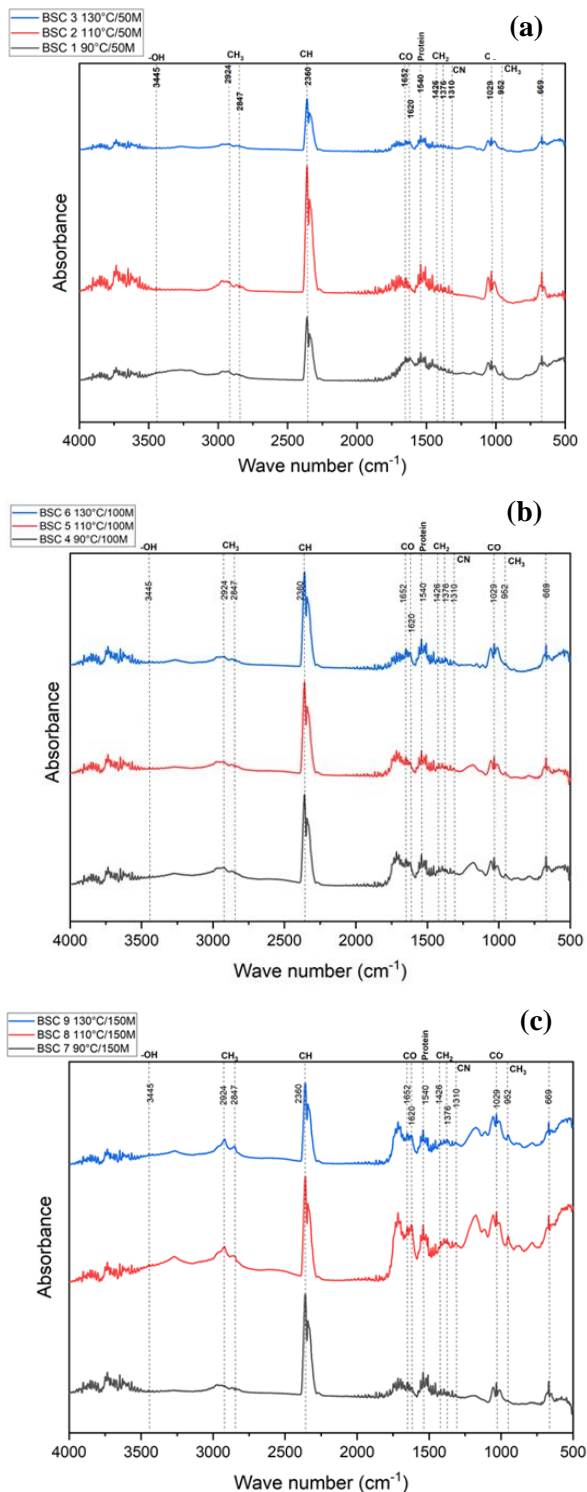 (a)
BSC 3 130°C/50M
BSC 2 110°C/50M
BSC 1 90°C/50M
-OH CH3 CH CO Protein CH2 CN C_ CH3
3445 2924 2847 2360 1652 1620 1540 1426 1376 1310 1029 952 669
Absorbance
4000 3500 3000 2500 2000 1500 1000 500
Wave number (cm-1)
(b)
BSC 6 130°C/100M
BSC 5 110°C/100M
BSC 4 90°C/100M
-OH CH3 CH CO Protein CH2 CN CO CH3
3445 2924 2847 2360 1652 1620 1540 1426 1376 1310 1029 952 669
Absorbance
4000 3500 3000 2500 2000 1500 1000 500
Wave number (cm-1)
(c)
BSC 9 130°C/150M
BSC 8 110°C/150M
BSC 7 90°C/150M
-OH CH3 CH CO Protein CH2 CN CO CH3
3445 2924 2847 2360 1652 1620 1540 1426 1376 1310 1029 952 669
Absorbance
4000 3500 3000 2500 2000 1500 1000 500
Wave number (cm-1)